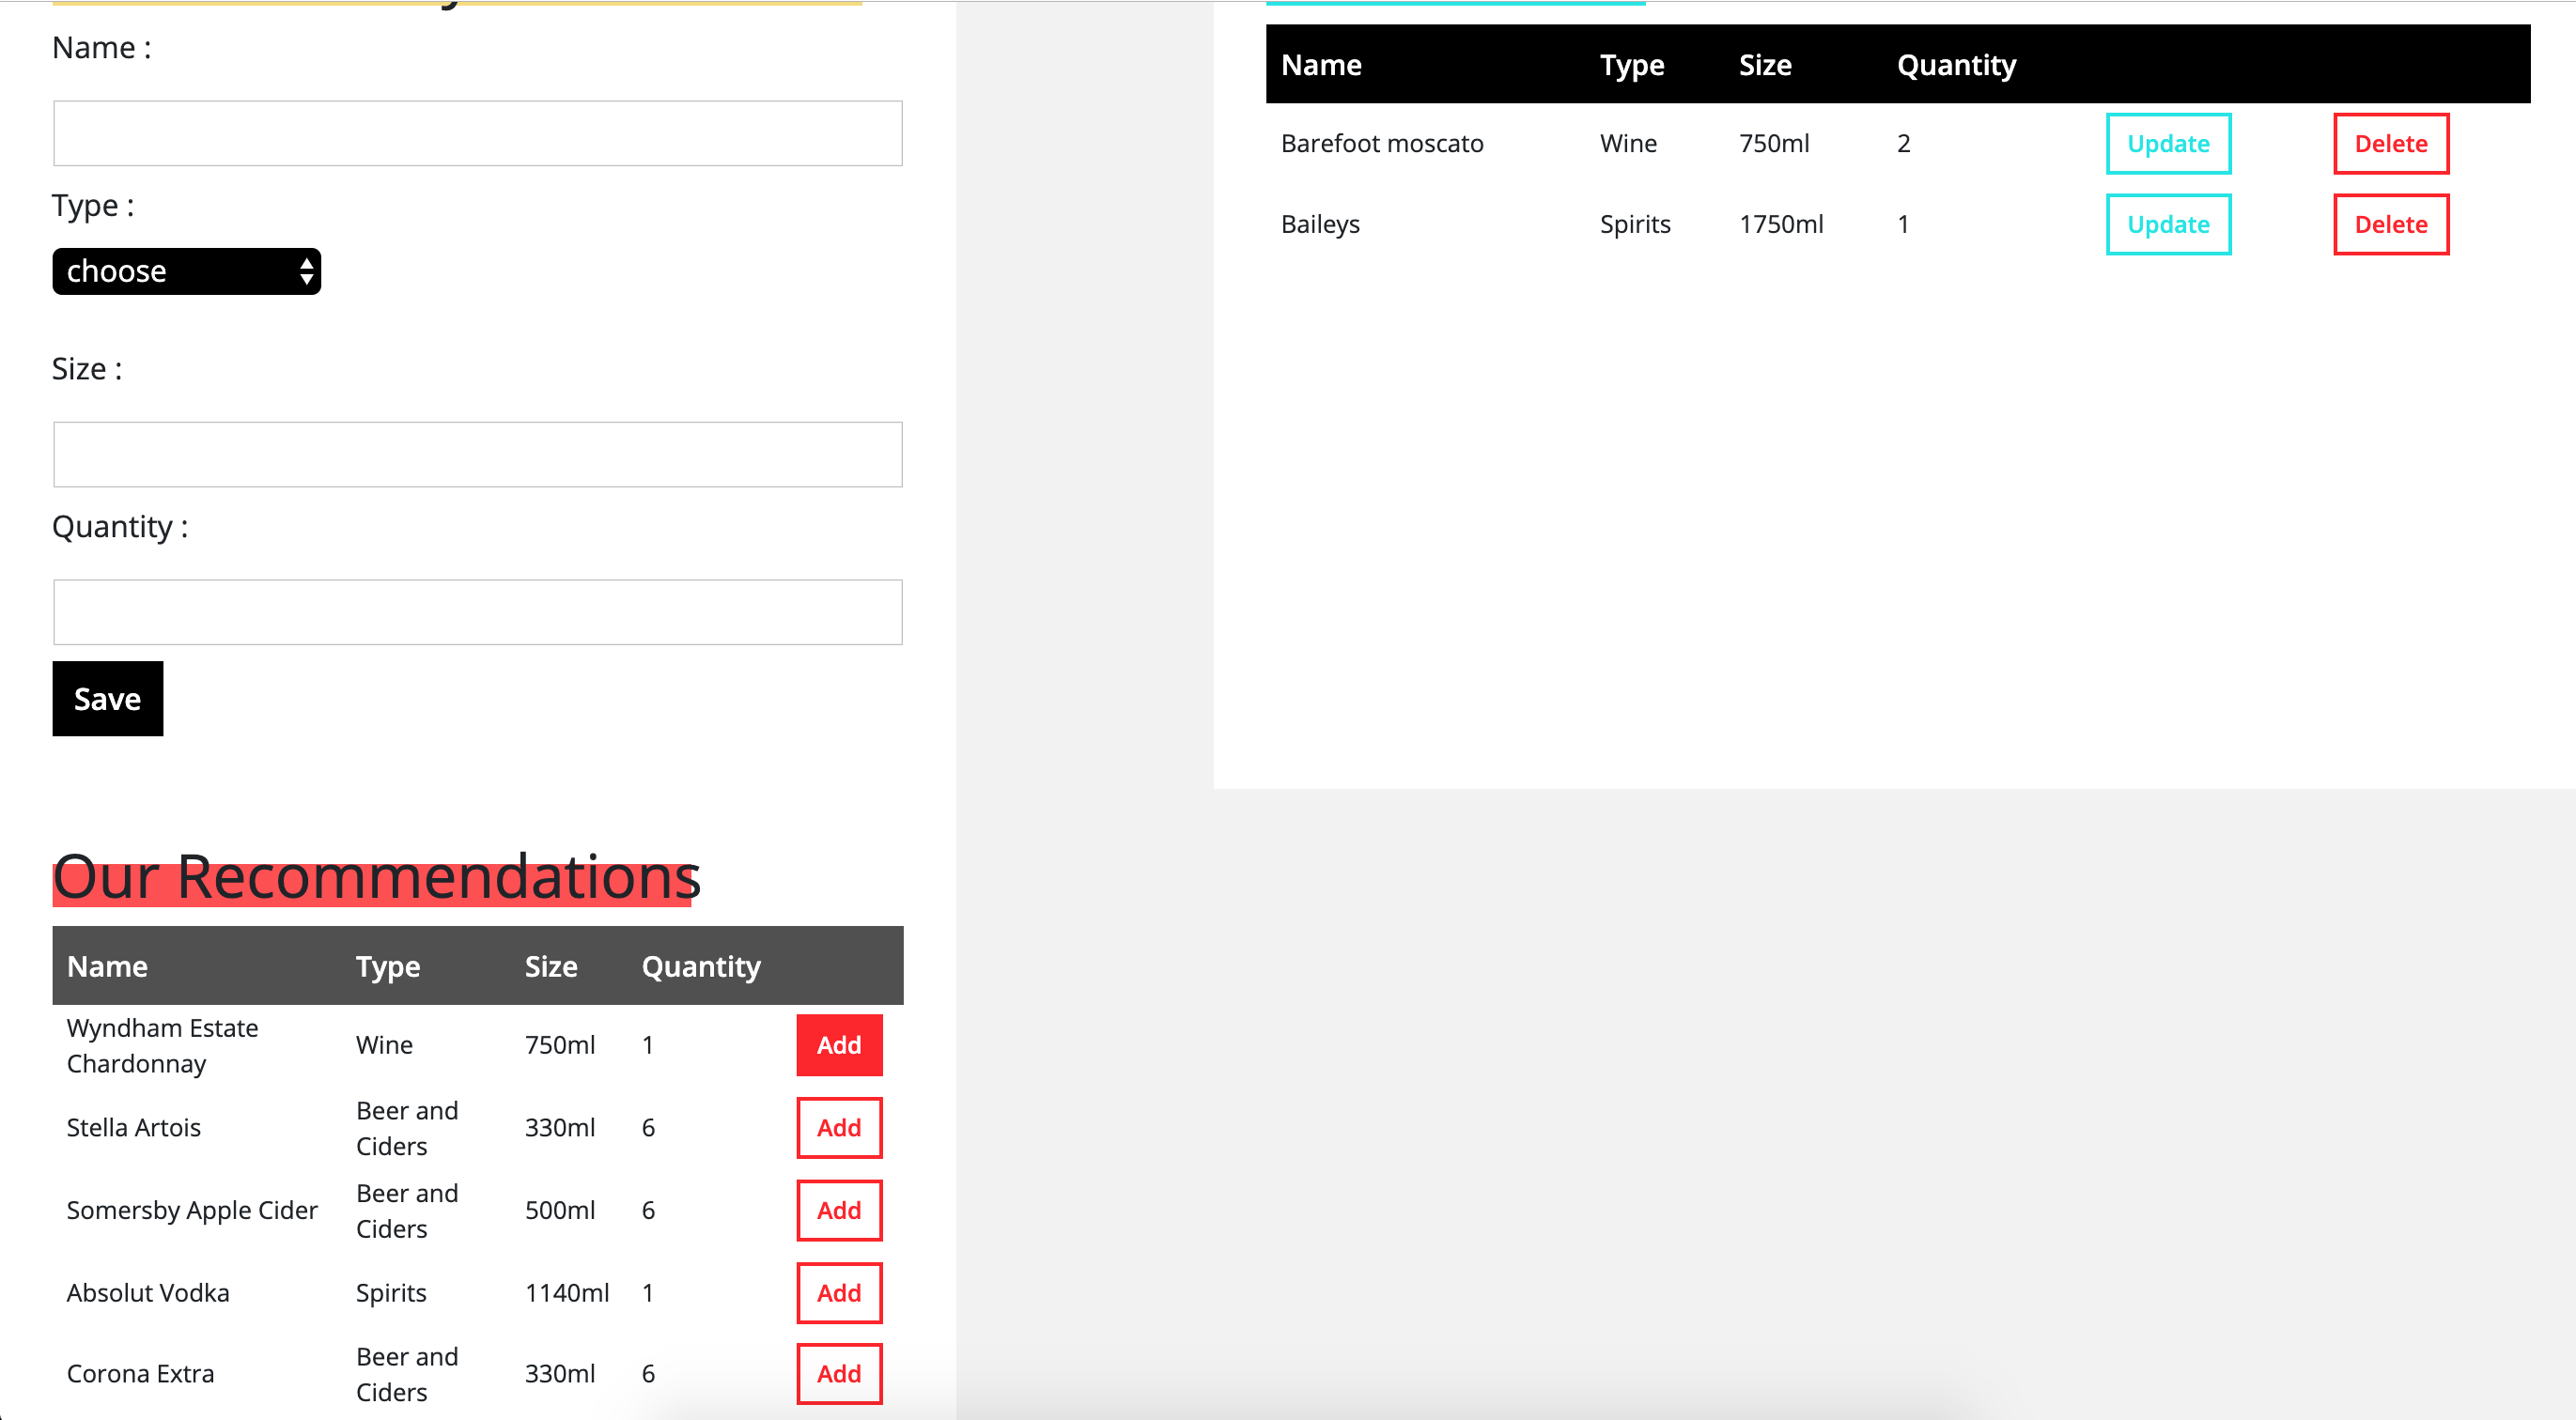 Name :
Type :
choose
Size :
Quantity :
Save
Our Recommendations
Name Type Size Quantity
Wyndham Estate
Chardonnay
Wine 750ml 1 Add
Stella Artois
Beer and
Ciders
330ml 6 Add
Somersby Apple Cider
Beer and
Ciders
500ml 6 Add
Absolut Vodka Spirits 1140ml 1 Add
Corona Extra
Beer and
Ciders
330ml 6 Add
Name Type Size Quantity
Barefoot moscato Wine 750ml 2 Update Delete
Baileys Spirits 1750ml 1 Update Delete